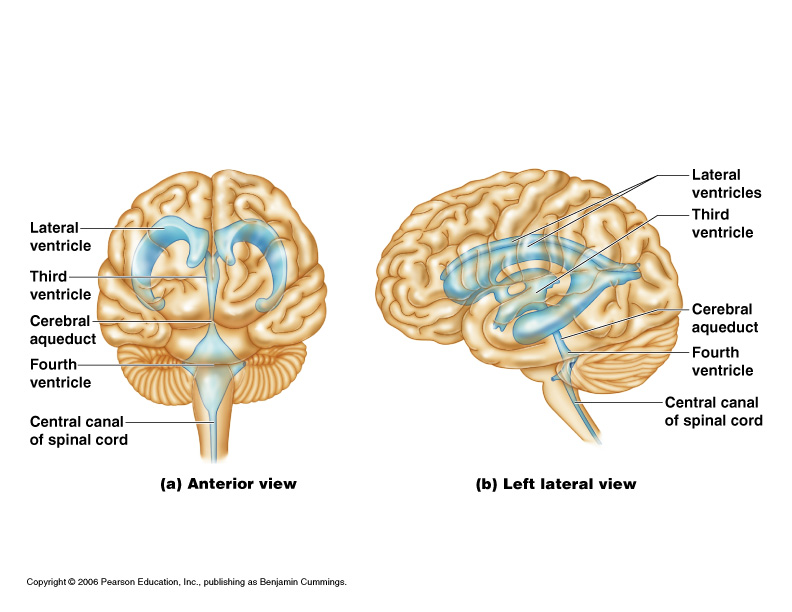 Lateral
ventricle
Third
ventricle
Cerebral
aqueduct
Fourth
ventricle
Central canal
of spinal cord
(a) Anterior view
Lateral
ventricles
Third
ventricle
Cerebral
aqueduct
Fourth
ventricle
Central canal
of spinal cord
(b) Left lateral view
Copyright © 2006 Pearson Education, Inc., publishing as Benjamin Cummings.